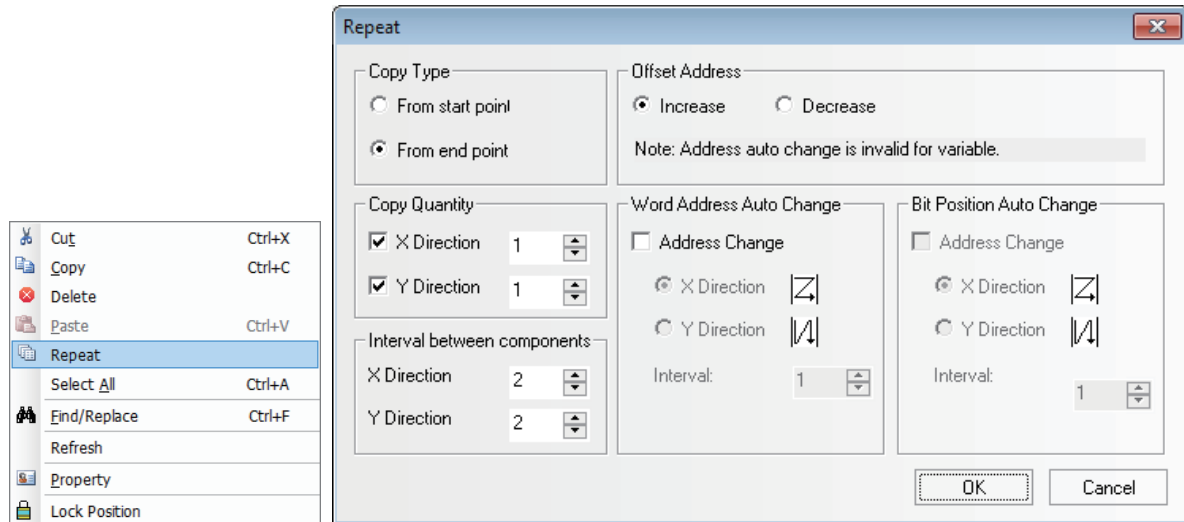 Cut Ctrl+X
Copy Ctrl+C
Delete
Paste Ctrl+V
Repeat
Select All Ctrl+A
Find/Replace Ctrl+F
Refresh
Property
Lock Position
Repeat
Copy Type
From start point
From end point
Offset Address
Increase Decrease
Note: Address auto change is invalid for variable.
Copy Quantity
X Direction 1
Y Direction 1
Interval between components
X Direction 2
Y Direction 2
Word Address Auto Change
Address Change
X Direction
Y Direction
Interval: 1
Bit Position Auto Change
Address Change
X Direction
Y Direction
Interval: 1
OK Cancel